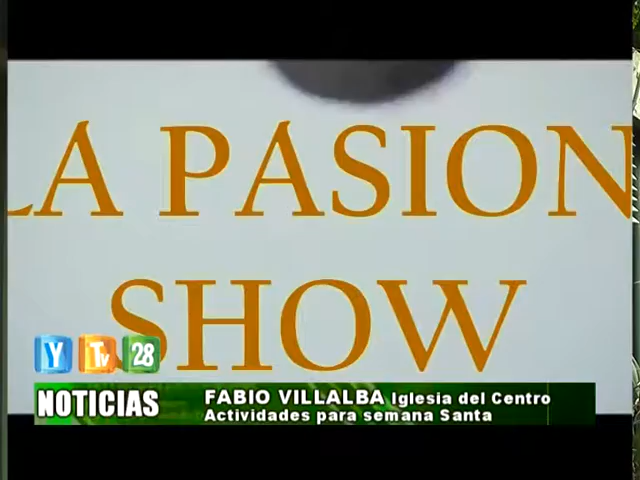 LA PASION
SHOW
Y Tv 28
NOTICIAS
FABIO VILLALBA Iglesia del Centro
Actividades para semana Santa